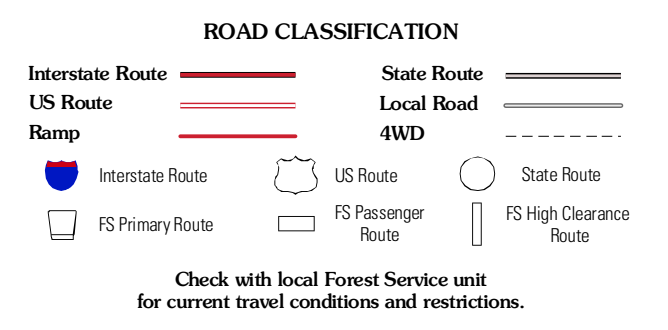 ROAD CLASSIFICATION
Interstate Route
State Route
US Route
Local Road
Ramp
4WD
Interstate Route
US Route
State Route
FS Primary Route
FS Passenger
Route
FS High Clearance
Route
Check with local Forest Service unit
for current travel conditions and restrictions.